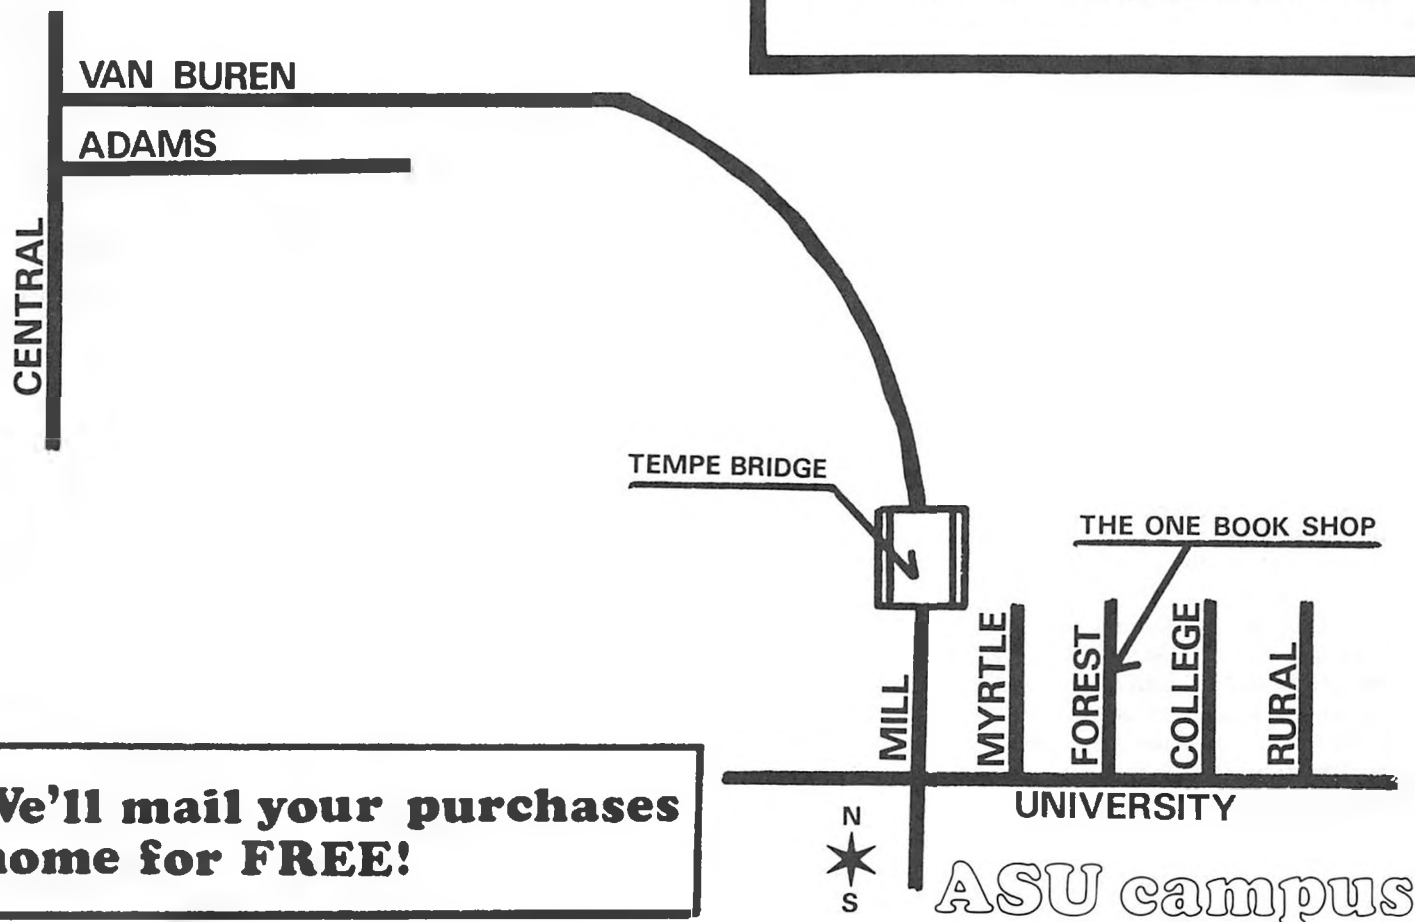 VAN BUREN
ADAMS
CENTRAL
TEMPE BRIDGE
THE ONE BOOK SHOP
MILL
MYRTLE
FOREST
COLLEGE
RURAL
UNIVERSITY
We'll mail your purchases
home for FREE!
N
S
ASU campus